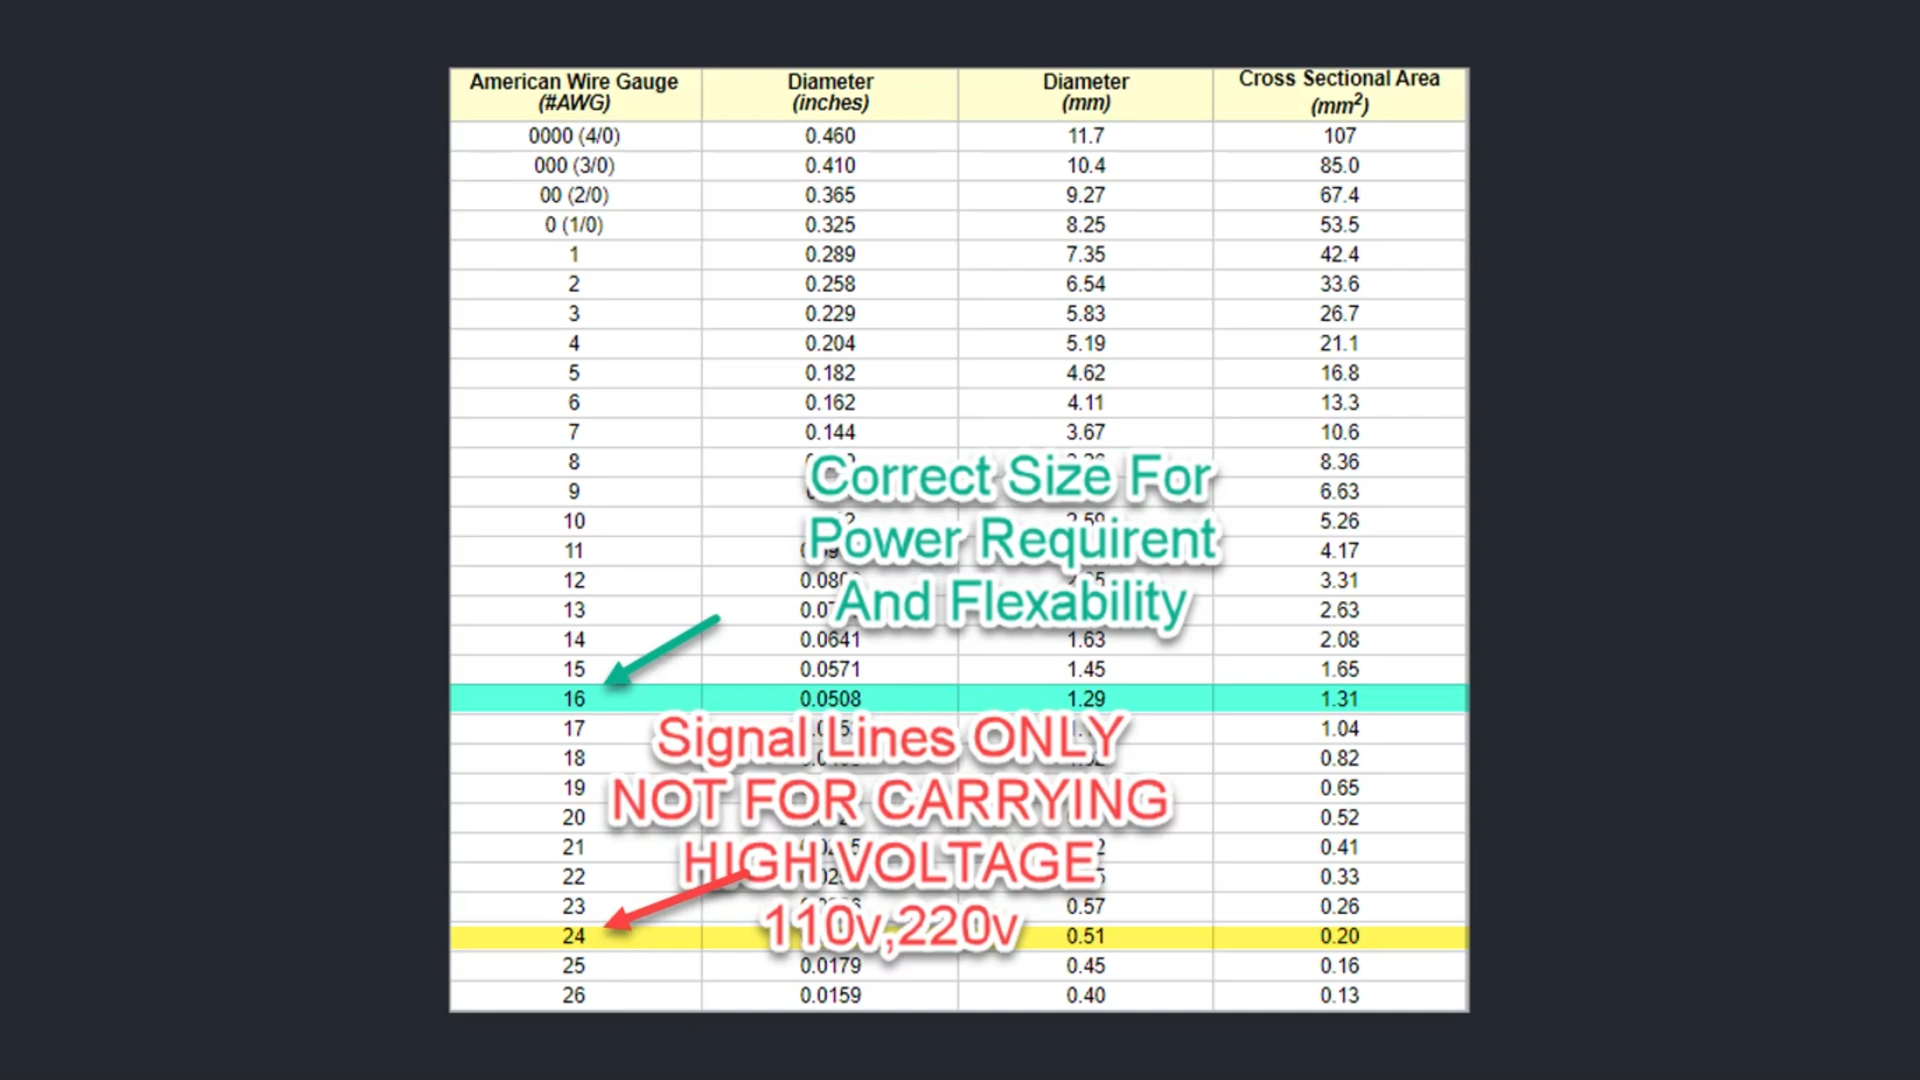 American Wire Gauge (#AWG) Diameter (inches) Diameter (mm) Cross Sectional Area (mm²)
0000 (4/0) 0.460 11.7 107
000 (3/0) 0.410 10.4 85.0
00 (2/0) 0.365 9.27 67.4
0 (1/0) 0.325 8.25 53.5
1 0.289 7.35 42.4
2 0.258 6.54 33.6
3 0.229 5.83 26.7
4 0.204 5.19 21.1
5 0.182 4.62 16.8
6 0.162 4.11 13.3
7 0.144 3.67 10.6
8 8.36
9 6.63
10 2.59 5.26
11 4.17
12 3.31
13 2.63
14 0.0641 1.63 2.08
15 0.0571 1.45 1.65
16 0.0508 1.29 1.31
17 1.04
18 0.82
19 0.65
20 0.52
21 0.41
22 0.33
23 0.57 0.26
24 0.51 0.20
25 0.0179 0.45 0.16
26 0.0159 0.40 0.13
Correct Size For
Power Requirent
And Flexability
Signal Lines ONLY
NOT FOR CARRYING
HIGH VOLTAGE
110v,220v